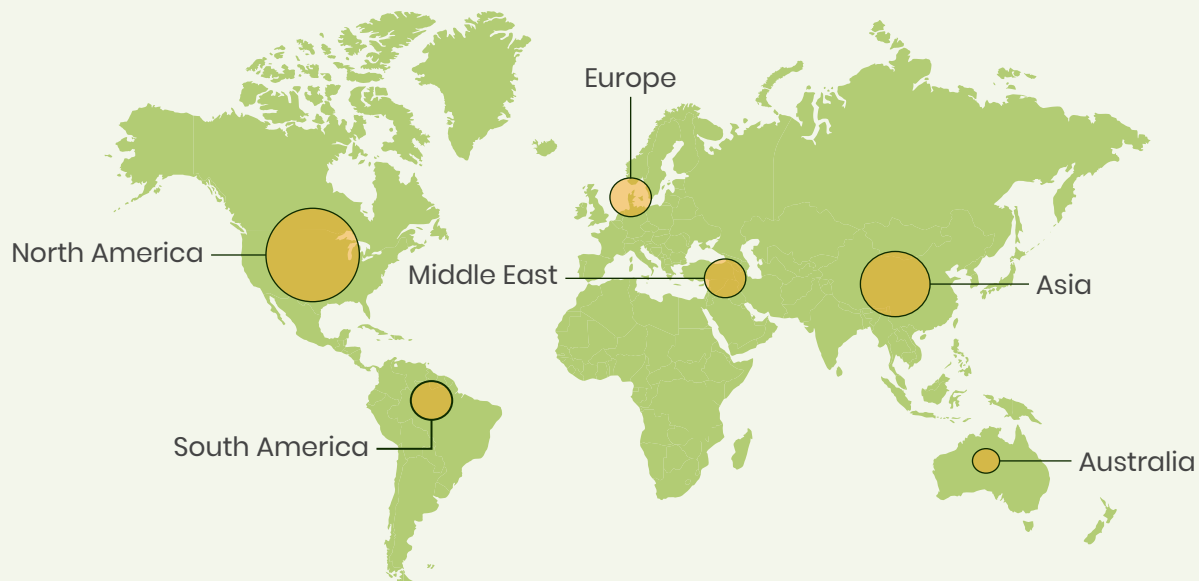 Europe
North America
Middle East
Asia
South America
Australia